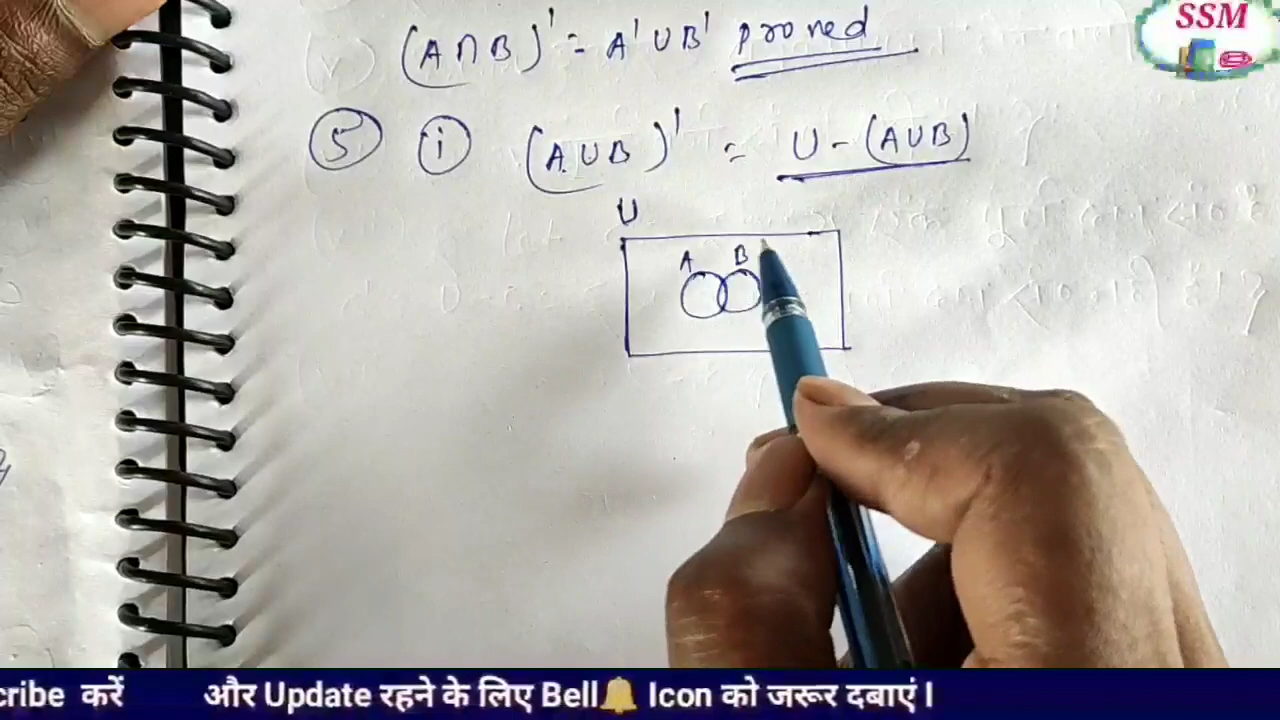 SSM
(A∩B)' = A'∪B' proved
5 i (A∪B)' = U - (A∪B)
U
A B
cribe करें और Update रहने के लिए Bell🔔 Icon को जरूर दबाएं।